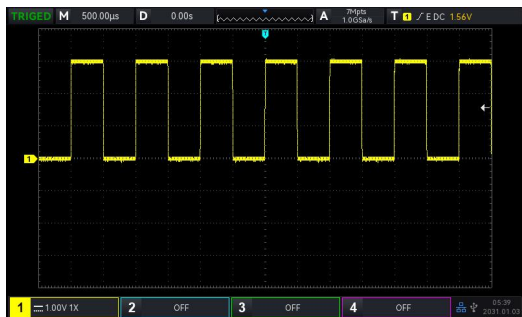 TRIGED M 500.00µs D 0.00s A 7Mpts 1.0GSa/s T 1 E DC 1.56V
1
1
1 1.00V 1X 2 OFF 3 OFF 4 OFF 05:39
2031.01.03